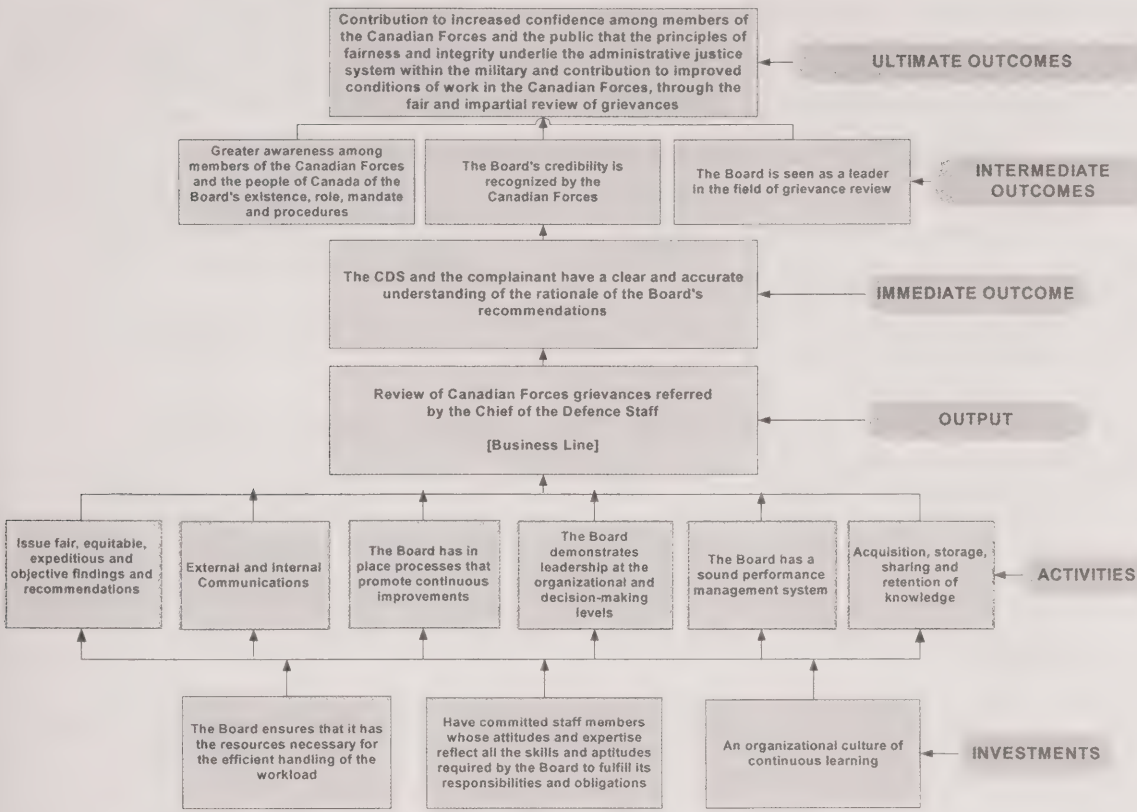 Contribution to increased confidence among members of
the Canadian Forces and the public that the principles of
fairness and integrity underlie the administrative justice
system within the military and contribution to improved
conditions of work in the Canadian Forces, through the
fair and impartial review of grievances
ULTIMATE OUTCOMES
Greater awareness among
members of the Canadian Forces
and the people of Canada of the
Board's existence, role, mandate
and procedures
The Board's credibility is
recognized by the
Canadian Forces
The Board is seen as a leader
in the field of grievance review
INTERMEDIATE
OUTCOMES
The CDS and the complainant have a clear and accurate
understanding of the rationale of the Board's
recommendations
IMMEDIATE OUTCOME
Review of Canadian Forces grievances referred
by the Chief of the Defence Staff
[Business Line]
OUTPUT
Issue fair, equitable,
expeditious and
objective findings and
recommendations
External and internal
Communications
The Board has in
place processes that
promote continuous
improvements
The Board
demonstrates
leadership at the
organizational and
decision-making
levels
The Board has a
sound performance
management system
Acquisition, storage,
sharing and
retention of
knowledge
ACTIVITIES
The Board ensures that it has
the resources necessary for
the efficient handling of the
workload
Have committed staff members
whose attitudes and expertise
reflect all the skills and aptitudes
required by the Board to fulfill its
responsibilities and obligations
An organizational culture of
continuous learning
INVESTMENTS